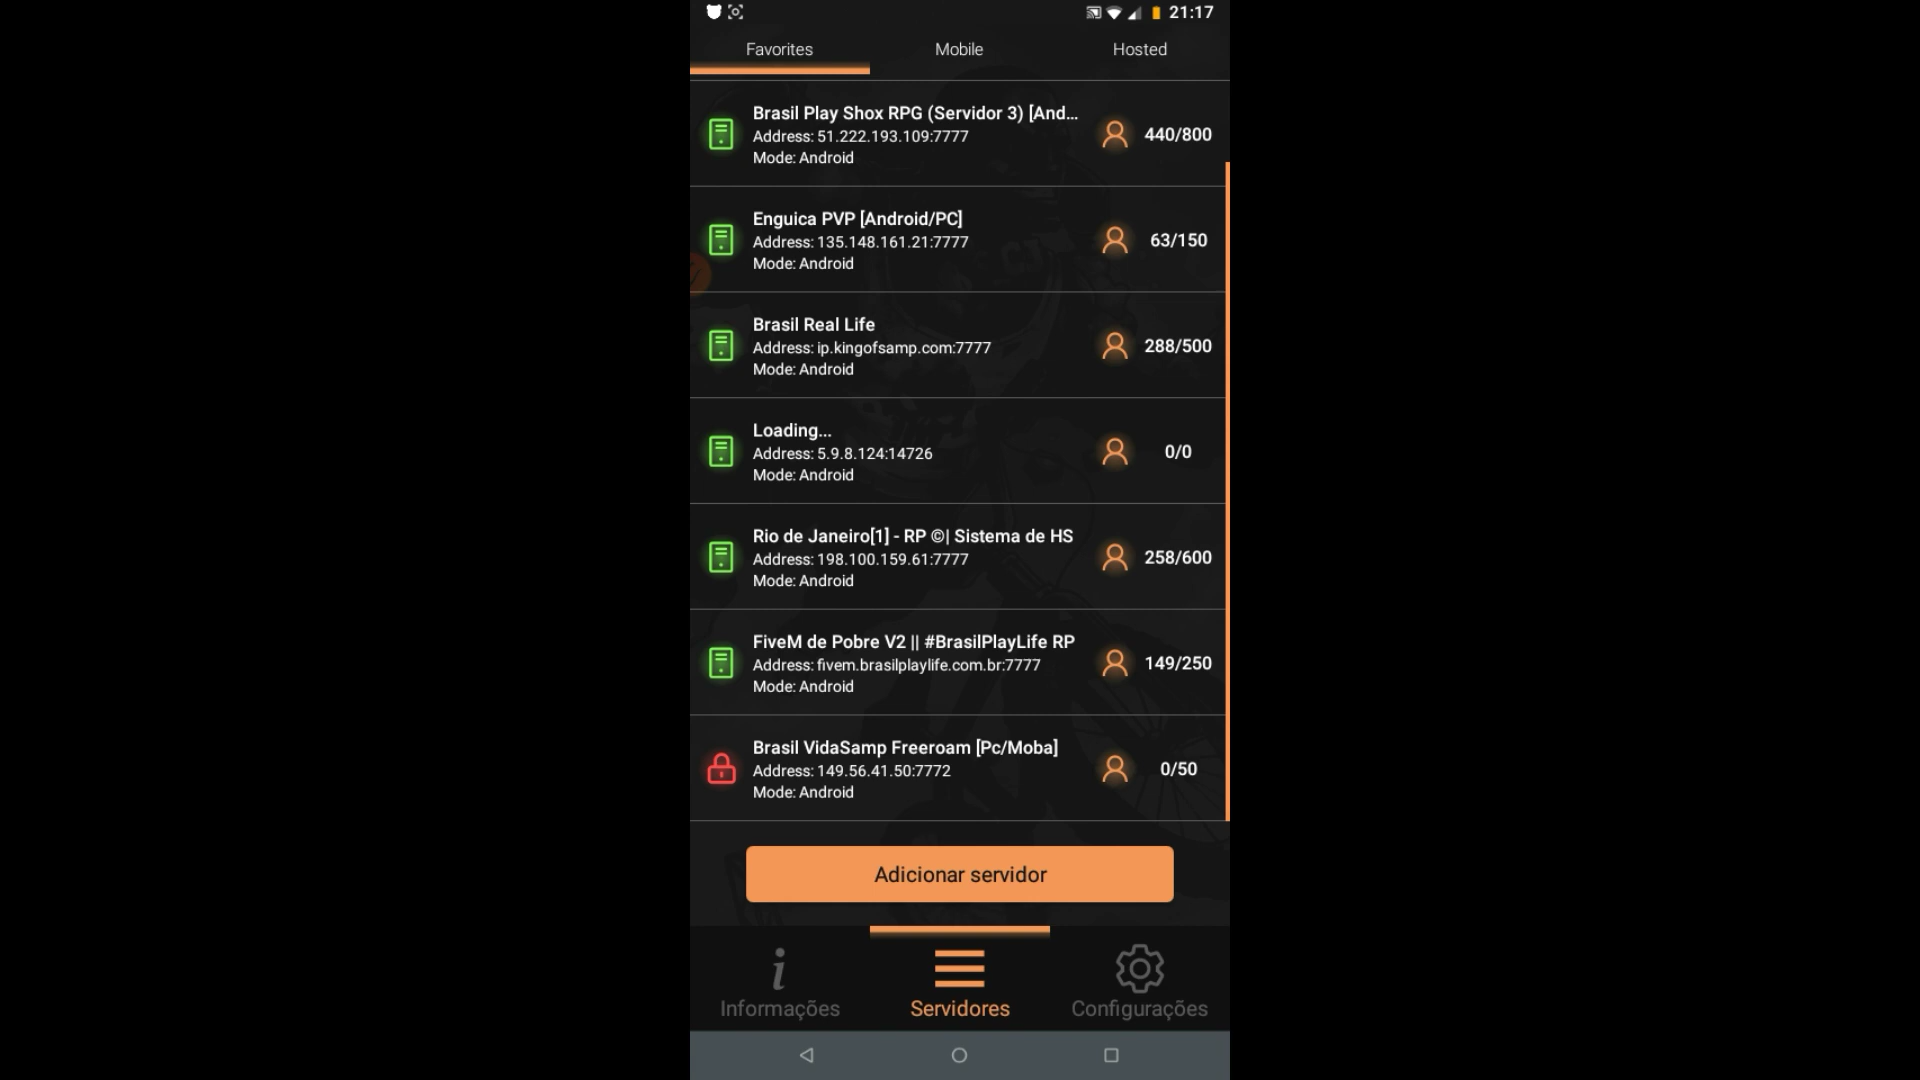 21:17
Favorites
Mobile
Hosted
Brasil Play Shox RPG (Servidor 3) [And...
Address: 51.222.193.109:7777
Mode: Android
440/800
Enguica PVP [Android/PC]
Address: 135.148.161.21:7777
Mode: Android
63/150
Brasil Real Life
Address: ip.kingofsamp.com:7777
Mode: Android
288/500
Loading...
Address: 5.9.8.124:14726
Mode: Android
0/0
Rio de Janeiro[1] - RP ©| Sistema de HS
Address: 198.100.159.61:7777
Mode: Android
258/600
FiveM de Pobre V2 || #BrasilPlayLife RP
Address: fivem.brasilplaylife.com.br:7777
Mode: Android
149/250
Brasil VidaSamp Freeroam [Pc/Moba]
Address: 149.56.41.50:7772
Mode: Android
0/50
Adicionar servidor
Informações
Servidores
Configurações